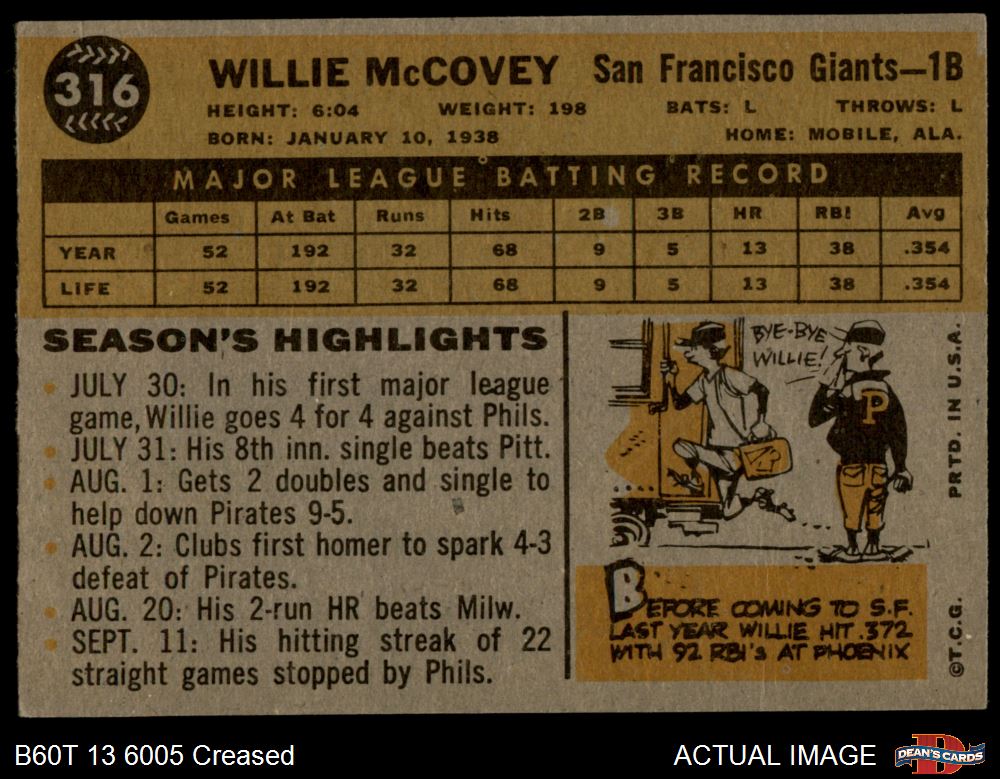 316
WILLIE McCOVEY San Francisco Giants—1B
HEIGHT: 6:04 WEIGHT: 198 BATS: L THROWS: L
BORN: JANUARY 10, 1938 HOME: MOBILE, ALA.
MAJOR LEAGUE BATTING RECORD
Games At Bat Runs Hits 2B 3B HR RBI Avg
YEAR 52 192 32 68 9 5 13 38 .354
LIFE 52 192 32 68 9 5 13 38 .354
SEASON'S HIGHLIGHTS
• JULY 30: In his first major league
game, Willie goes 4 for 4 against Phils.
• JULY 31: His 8th inn. single beats Pitt.
• AUG. 1: Gets 2 doubles and single to
help down Pirates 9-5.
• AUG. 2: Clubs first homer to spark 4-3
defeat of Pirates.
• AUG. 20: His 2-run HR beats Milw.
• SEPT. 11: His hitting streak of 22
straight games stopped by Phils.
BYE-BYE
WILLIE!
P
BEFORE COMING TO S.F.
LAST YEAR WILLIE HIT .372
WITH 92 RBI's AT PHOENIX
©T.C.G. PRTD. IN U.S.A.
B60T 13 6005 Creased ACTUAL IMAGE
DEAN'S CARDS